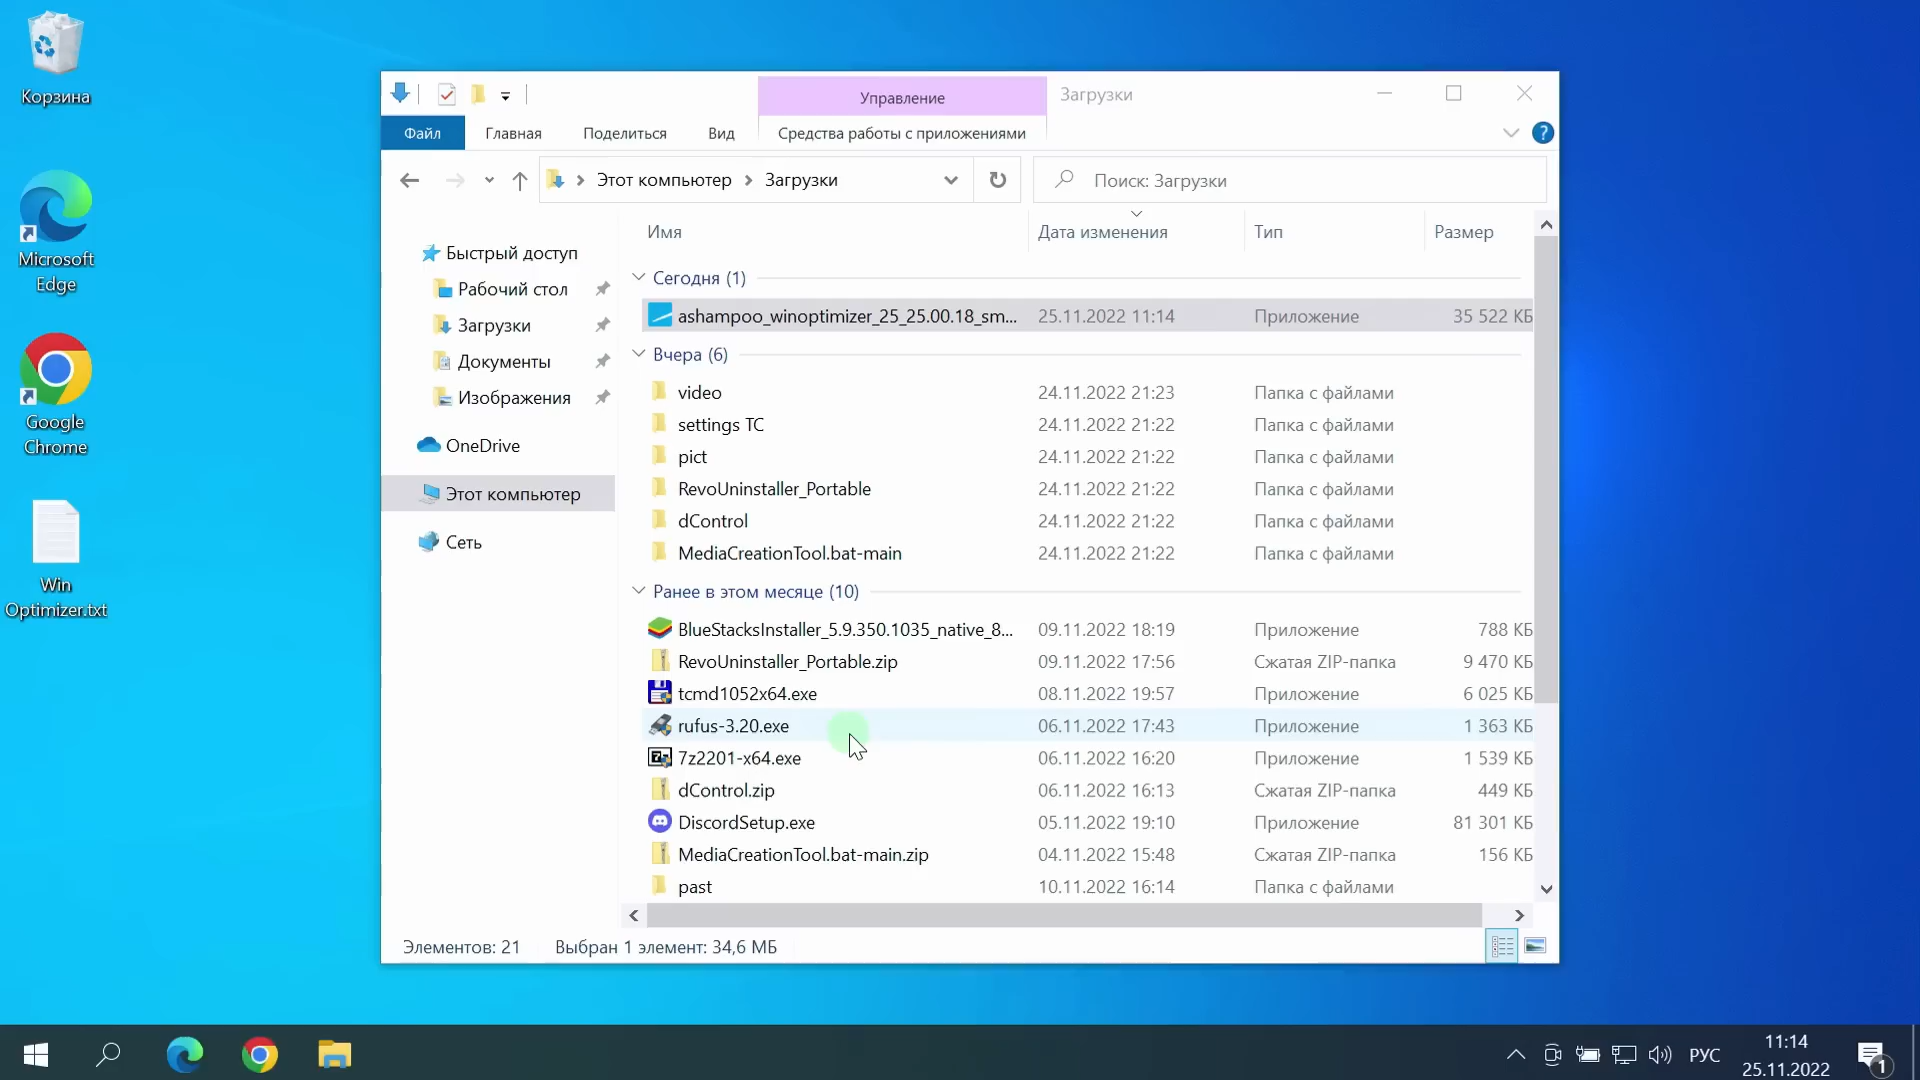 Корзина
Microsoft
Edge
Google
Chrome
Win
Optimizer.txt
Управление
Загрузки
Файл
Главная
Поделиться
Вид
Средства работы с приложениями
?
Этот компьютер
Загрузки
Поиск: Загрузки
Быстрый доступ
Рабочий стол
Загрузки
Документы
Изображения
OneDrive
Этот компьютер
Сеть
Имя Дата изменения Тип Размер
Сегодня (1)
ashampoo_winoptimizer_25_25.00.18_sm... 25.11.2022 11:14 Приложение 35 522 КБ
Вчера (6)
video 24.11.2022 21:23 Папка с файлами
settings TC 24.11.2022 21:22 Папка с файлами
pict 24.11.2022 21:22 Папка с файлами
RevoUninstaller_Portable 24.11.2022 21:22 Папка с файлами
dControl 24.11.2022 21:22 Папка с файлами
MediaCreationTool.bat-main 24.11.2022 21:22 Папка с файлами
Ранее в этом месяце (10)
BlueStacksInstaller_5.9.350.1035_native_8... 09.11.2022 18:19 Приложение 788 КБ
RevoUninstaller_Portable.zip 09.11.2022 17:56 Сжатая ZIP-папка 9 470 КБ
tcmd1052x64.exe 08.11.2022 19:57 Приложение 6 025 КБ
rufus-3.20.exe 06.11.2022 17:43 Приложение 1 363 КБ
7z2201-x64.exe 06.11.2022 16:20 Приложение 1 539 КБ
dControl.zip 06.11.2022 16:13 Сжатая ZIP-папка 449 КБ
DiscordSetup.exe 05.11.2022 19:10 Приложение 81 301 КБ
MediaCreationTool.bat-main.zip 04.11.2022 15:48 Сжатая ZIP-папка 156 КБ
past 10.11.2022 16:14 Папка с файлами
Элементов: 21 Выбран 1 элемент: 34,6 МБ
РУС
11:14
25.11.2022
1